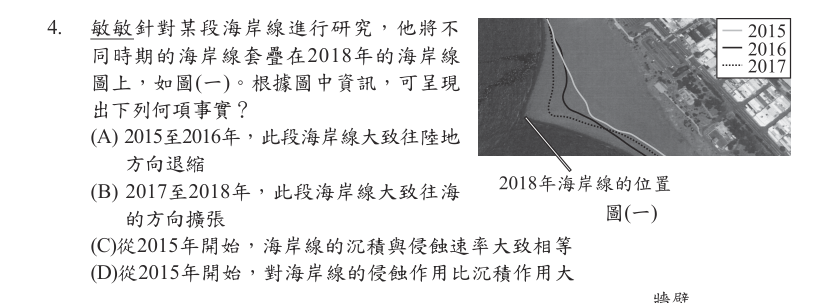 4. 敏敏針對某段海岸線進行研究，他將不
同時期的海岸線套疊在2018年的海岸線
圖上，如圖(一)。根據圖中資訊，可呈現
出下列何項事實？
(A) 2015至2016年，此段海岸線大致往陸地
方向退縮
(B) 2017至2018年，此段海岸線大致往海
的方向擴張
(C)從2015年開始，海岸線的沉積與侵蝕速率大致相等
(D)從2015年開始，對海岸線的侵蝕作用比沉積作用大
2015
2016
2017
2018年海岸線的位置
圖(一)
牆壁